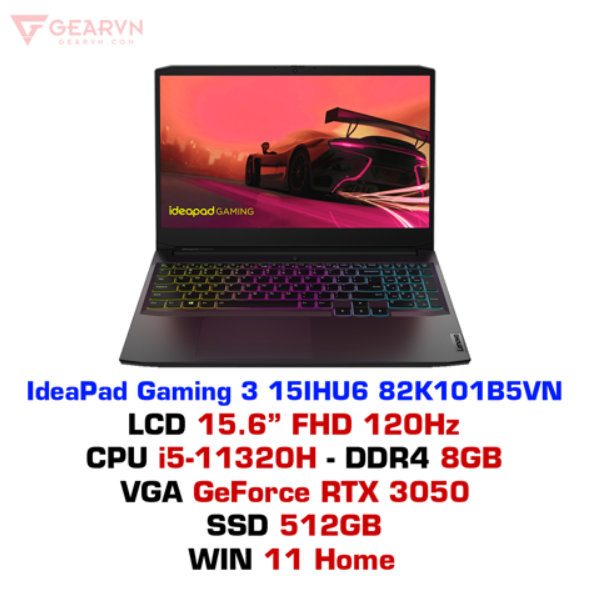 GEARVN
GEARVN.COM
ideapad GAMING
Lenovo
IdeaPad Gaming 3 15IHU6 82K101B5VN
LCD 15.6” FHD 120Hz
CPU i5-11320H - DDR4 8GB
VGA GeForce RTX 3050
SSD 512GB
WIN 11 Home